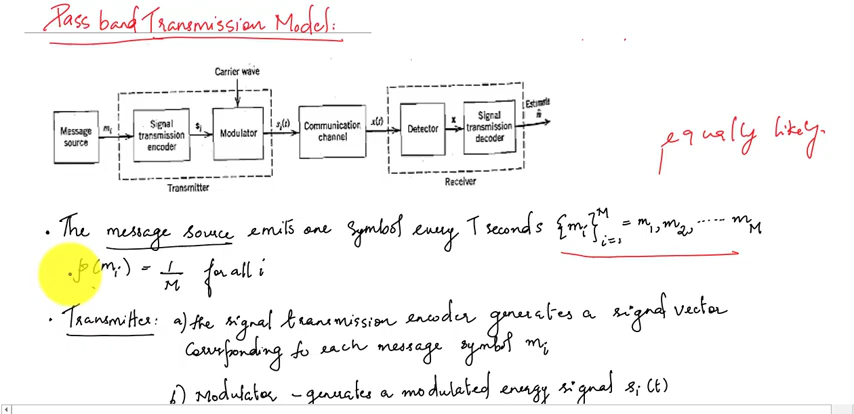 Pass band Transmission Model:
Carrier wave
Message source
mᵢ
Signal transmission encoder
sᵢ
Modulator
sᵢ(t)
Communication channel
x(t)
Detector
x
Signal transmission decoder
Estimate
m̂
Transmitter
Receiver
equally likely.
• The message source emits one symbol every T seconds {mᵢ}ᴹᵢ₌₁ = m₁, m₂, ...... m_M
• p(mᵢ) = 1/M for all i
• Transmitter: a) the signal transmission encoder generates a signal vector
corrsponding to each message symbol mᵢ
b) Modulator - generates a modulated energy signal sᵢ(t)